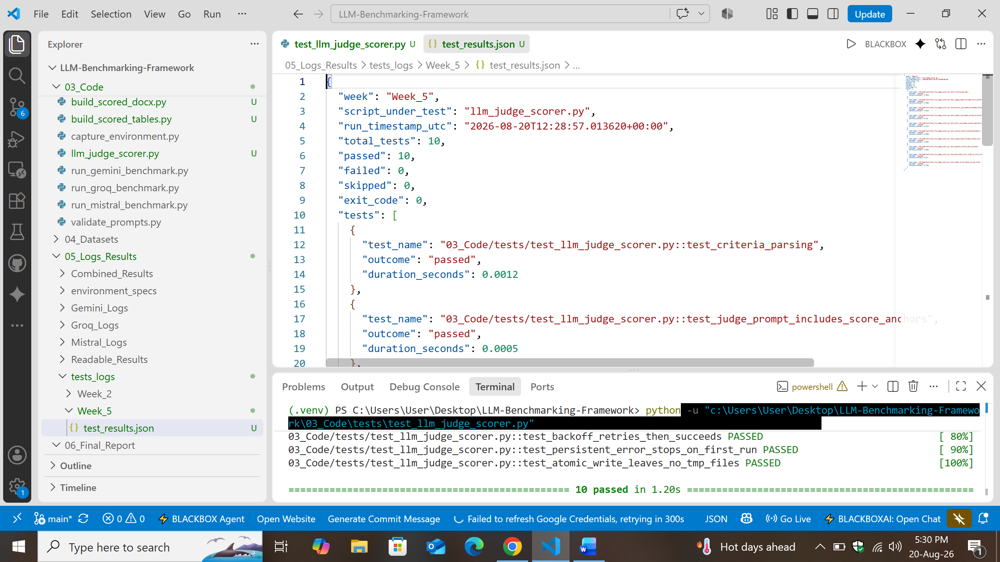 File Edit Selection View Go Run ···
LLM-Benchmarking-Framework
Update
Explorer
LLM-Benchmarking-Framework
03_Code
build_scored_docx.py U
build_scored_tables.py U
capture_environment.py
llm_judge_scorer.py U
run_gemini_benchmark.py
run_groq_benchmark.py
run_mistral_benchmark.py
validate_prompts.py
04_Datasets
05_Logs_Results
Combined_Results
environment_specs
Gemini_Logs
Groq_Logs
Mistral_Logs
Readable_Results
tests_logs
Week_2
Week_5
{} test_results.json U
06_Final_Report
Outline
Timeline
6
1
test_llm_judge_scorer.py U {} test_results.json U
BLACKBOX
05_Logs_Results > tests_logs > Week_5 > {} test_results.json > ...
1 {
2 "week": "Week_5",
3 "script_under_test": "llm_judge_scorer.py",
4 "run_timestamp_utc": "2026-08-20T12:28:57.013620+00:00",
5 "total_tests": 10,
6 "passed": 10,
7 "failed": 0,
8 "skipped": 0,
9 "exit_code": 0,
10 "tests": [
11 {
12 "test_name": "03_Code/tests/test_llm_judge_scorer.py::test_criteria_parsing",
13 "outcome": "passed",
14 "duration_seconds": 0.0012
15 },
16 {
17 "test_name": "03_Code/tests/test_llm_judge_scorer.py::test_judge_prompt_includes_score_anchors",
18 "outcome": "passed",
19 "duration_seconds": 0.0005
20 },
Problems Output Debug Console Terminal Ports
powershell
(.venv) PS C:\Users\User\Desktop\LLM-Benchmarking-Framework> python -u "c:\Users\User\Desktop\LLM-Benchmarking-Framewo
rk\03_Code\tests\test_llm_judge_scorer.py"
03_Code/tests/test_llm_judge_scorer.py::test_backoff_retries_then_succeeds PASSED [ 80%]
03_Code/tests/test_llm_judge_scorer.py::test_persistent_error_stops_on_first_run PASSED [ 90%]
03_Code/tests/test_llm_judge_scorer.py::test_atomic_write_leaves_no_tmp_files PASSED [100%]
================================================ 10 passed in 1.20s =================================================
main* 0 0 BLACKBOX Agent Open Website Generate Commit Message Failed to refresh Google Credentials, retrying in 300s JSON Go Live BLACKBOXAI: Open Chat
Type here to search
Hot days ahead
5:30 PM
20-Aug-26
1